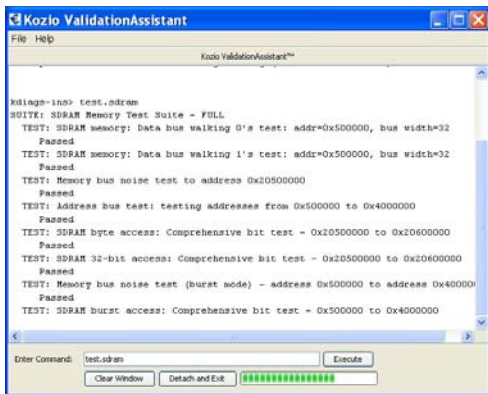 Kozio ValidationAssistant
File Help
Kozio ValidationAssistant™
kdiags-ins> test.sdram
SUITE: SDRAM Memory Test Suite - FULL
TEST: SDRAM memory: Data bus walking 0's test: addr=0x500000, bus width=32
Passed
TEST: SDRAM memory: Data bus walking 1's test: addr=0x500000, bus width=32
Passed
TEST: Memory bus noise test to address 0x20500000
Passed
TEST: Address bus test: testing addresses from 0x500000 to 0x4000000
Passed
TEST: SDRAM byte access: Comprehensive bit test - 0x20500000 to 0x20600000
Passed
TEST: SDRAM 32-bit access: Comprehensive bit test - 0x20500000 to 0x20600000
Passed
TEST: Memory bus noise test (burst mode) - address 0x500000 to address 0x40000
Passed
TEST: SDRAM burst access: Comprehensive bit test - 0x500000 to 0x4000000
Enter Command: test.sdram Execute
Clear Window Detach and Exit